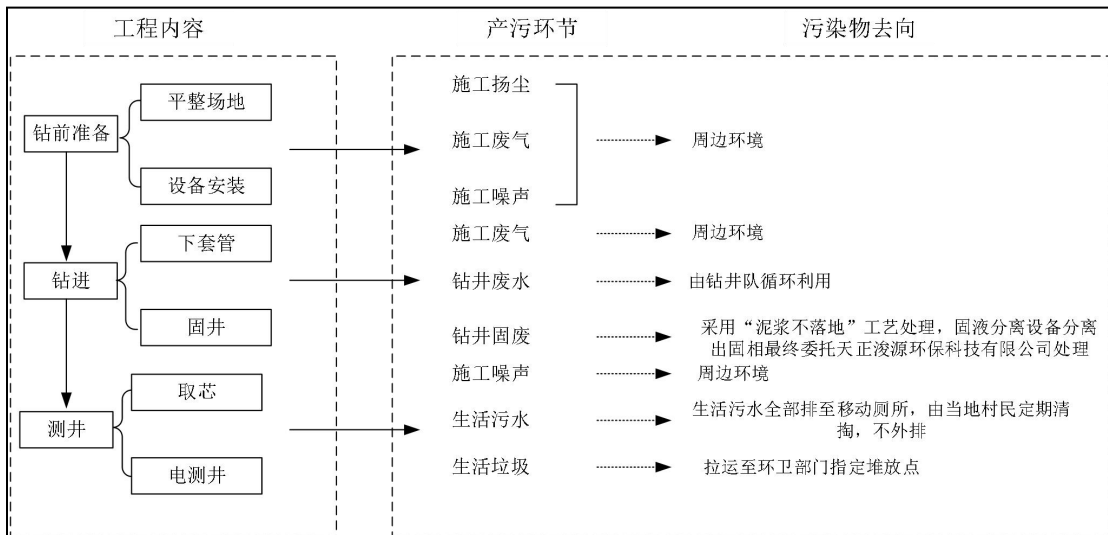 工程内容
产污环节
污染物去向
钻前准备
平整场地
设备安装
钻进
下套管
固井
测井
取芯
电测井
施工扬尘
施工废气
周边环境
施工噪声
施工废气
周边环境
钻井废水
由钻井队循环利用
钻井固废
采用“泥浆不落地”工艺处理，固液分离设备分离
出固相最终委托天正浚源环保科技有限公司处理
施工噪声
周边环境
生活污水
生活污水全部排至移动厕所，由当地村民定期清
掏，不外排
生活垃圾
拉运至环卫部门指定堆放点